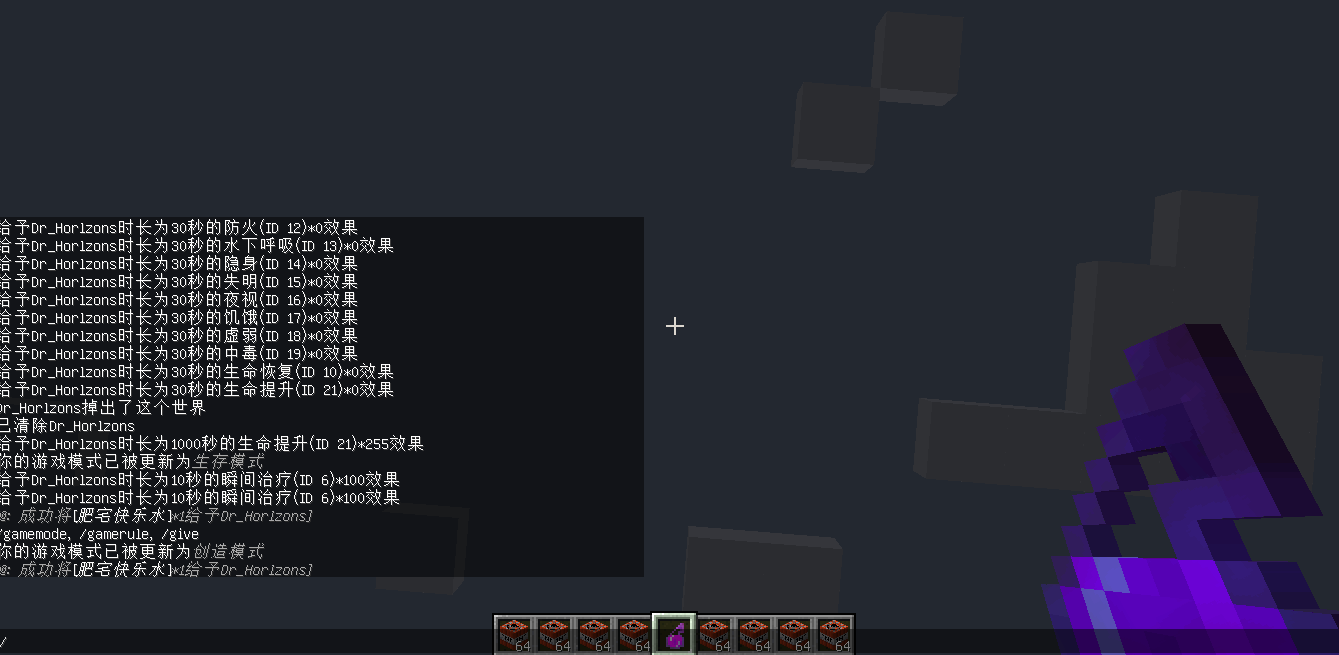 给予Dr_Horlzons时长为30秒的防火(ID 12)*0效果
给予Dr_Horlzons时长为30秒的水下呼吸(ID 13)*0效果
给予Dr_Horlzons时长为30秒的隐身(ID 14)*0效果
给予Dr_Horlzons时长为30秒的失明(ID 15)*0效果
给予Dr_Horlzons时长为30秒的夜视(ID 16)*0效果
给予Dr_Horlzons时长为30秒的饥饿(ID 17)*0效果
给予Dr_Horlzons时长为30秒的虚弱(ID 18)*0效果
给予Dr_Horlzons时长为30秒的中毒(ID 19)*0效果
给予Dr_Horlzons时长为30秒的生命恢复(ID 10)*0效果
给予Dr_Horlzons时长为30秒的生命提升(ID 21)*0效果
Dr_Horlzons掉出了这个世界
已清除Dr_Horlzons
给予Dr_Horlzons时长为1000秒的生命提升(ID 21)*255效果
你的游戏模式已被更新为生存模式
给予Dr_Horlzons时长为10秒的瞬间治疗(ID 6)*100效果
给予Dr_Horlzons时长为10秒的瞬间治疗(ID 6)*100效果
@: 成功将[肥宅快乐水]*1给予Dr_Horlzons]
/gamemode, /gamerule, /give
你的游戏模式已被更新为创造模式
@: 成功将[肥宅快乐水]*1给予Dr_Horlzons]
/
64 64 64 64 64 64 64 64